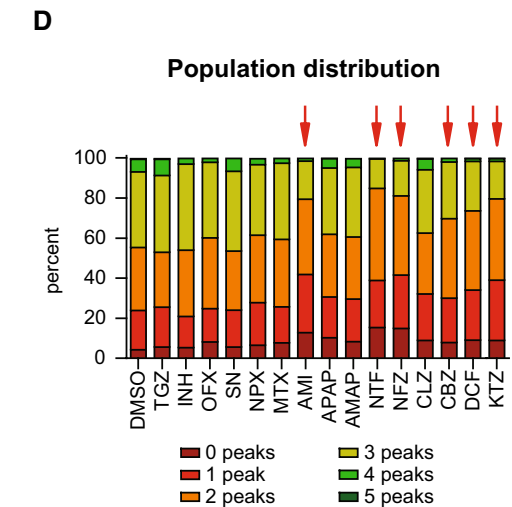 D
Population distribution
percent
100
80
60
40
20
0
DMSO
TGZ
INH
OFX
SN
NPX
MTX
AMI
APAP
AMAP
NTF
NFZ
CLZ
CBZ
DCF
KTZ
0 peaks
1 peak
2 peaks
3 peaks
4 peaks
5 peaks